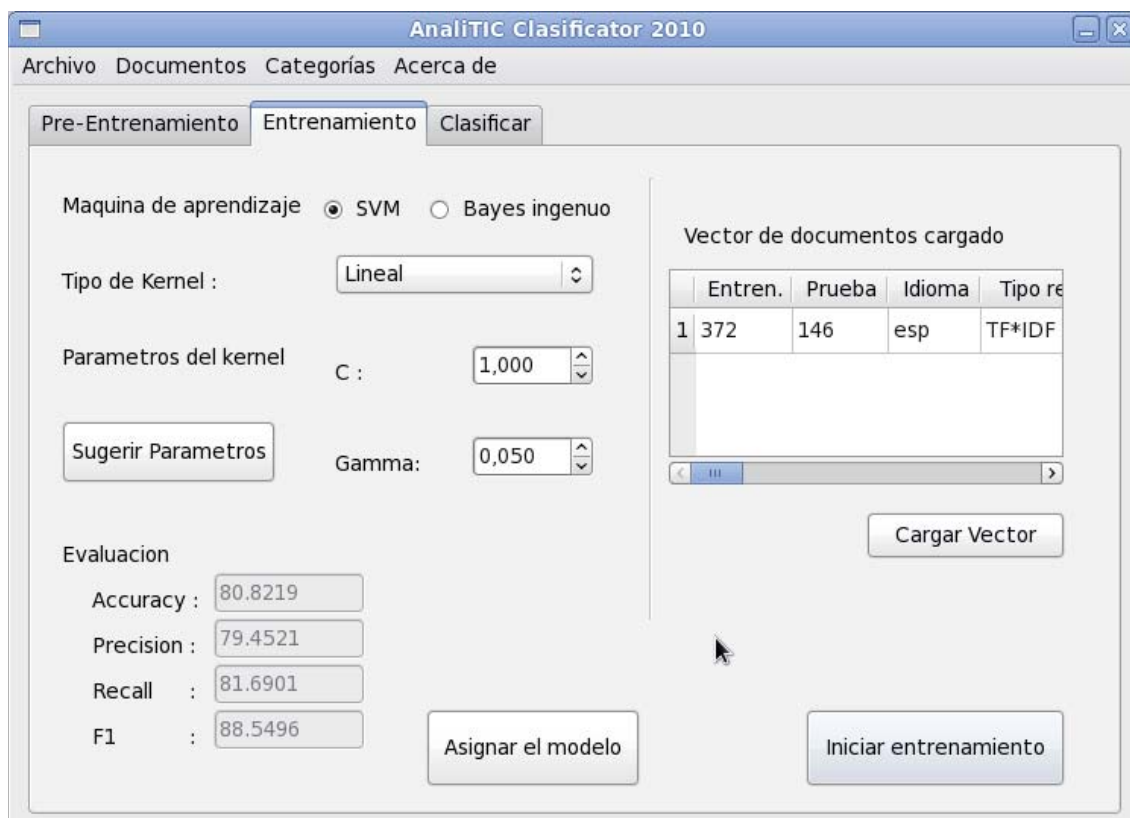 AnaliTIC Clasificator 2010
Archivo Documentos Categorías Acerca de
Pre-Entrenamiento Entrenamiento Clasificar
Maquina de aprendizaje SVM Bayes ingenuo
Tipo de Kernel : Lineal
Parametros del kernel
C : 1,000
Sugerir Parametros
Gamma: 0,050
Vector de documentos cargado
Entren. Prueba Idioma Tipo re
1 372 146 esp TF*IDF
Cargar Vector
Evaluacion
Accuracy : 80.8219
Precision : 79.4521
Recall : 81.6901
F1 : 88.5496
Asignar el modelo
Iniciar entrenamiento